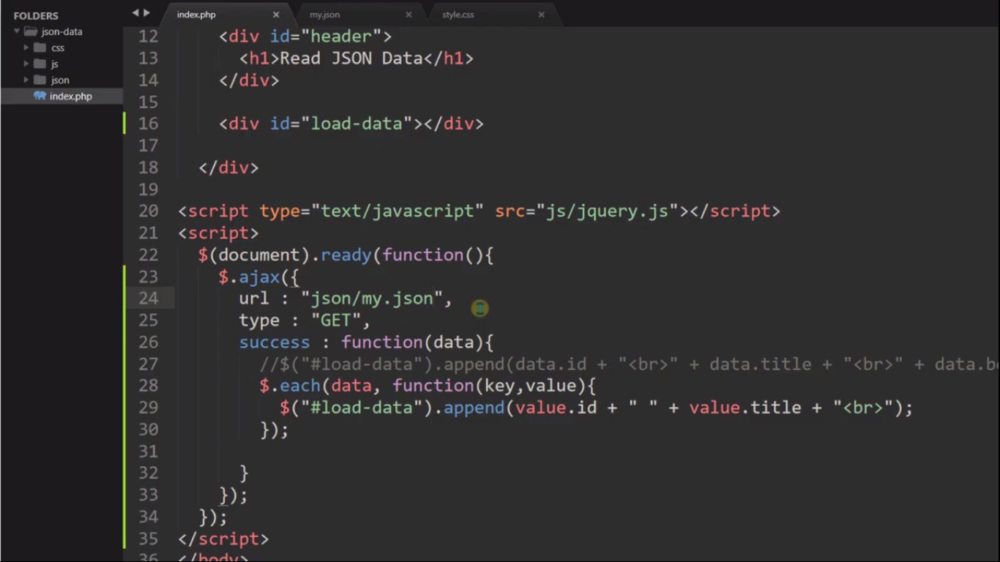 FOLDERS
json-data
css
js
json
index.php
index.php
my.json
style.css
12 <div id="header">
13 <h1>Read JSON Data</h1>
14 </div>
15
16 <div id="load-data"></div>
17
18 </div>
19
20 <script type="text/javascript" src="js/jquery.js"></script>
21 <script>
22 $(document).ready(function(){
23 $.ajax({
24 url : "json/my.json",
25 type : "GET",
26 success : function(data){
27 //$("#load-data").append(data.id + "<br>" + data.title + "<br>" + data.b
28 $.each(data, function(key,value){
29 $("#load-data").append(value.id + " " + value.title + "<br>");
30 });
31
32 }
33 });
34 });
35 </script>
36 </body>